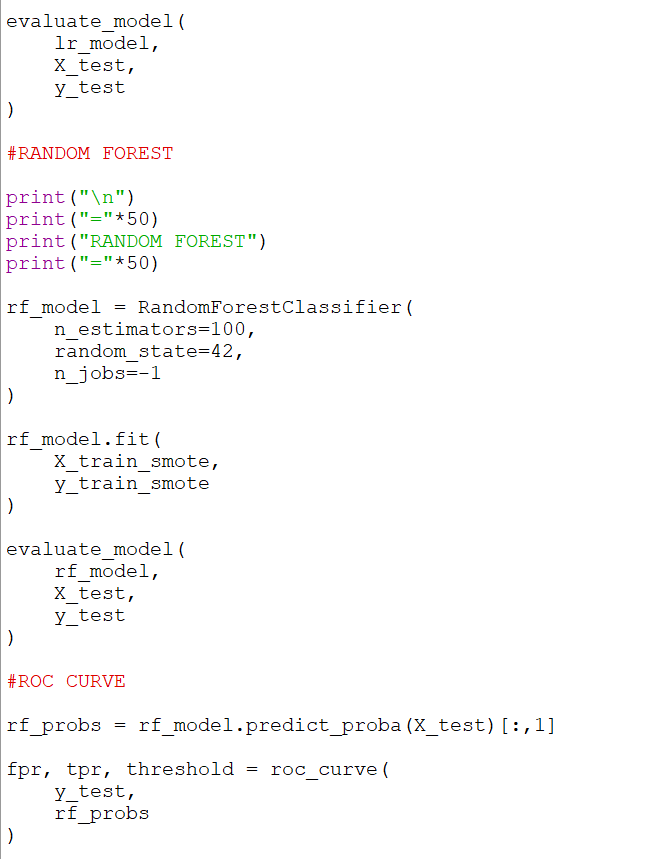 evaluate_model(
    lr_model,
    X_test,
    y_test
)
#RANDOM FOREST
print("\n")
print("="*50)
print("RANDOM FOREST")
print("="*50)
rf_model = RandomForestClassifier(
    n_estimators=100,
    random_state=42,
    n_jobs=-1
)
rf_model.fit(
    X_train_smote,
    y_train_smote
)
evaluate_model(
    rf_model,
    X_test,
    y_test
)
#ROC CURVE
rf_probs = rf_model.predict_proba(X_test)[:,1]
fpr, tpr, threshold = roc_curve(
    y_test,
    rf_probs
)